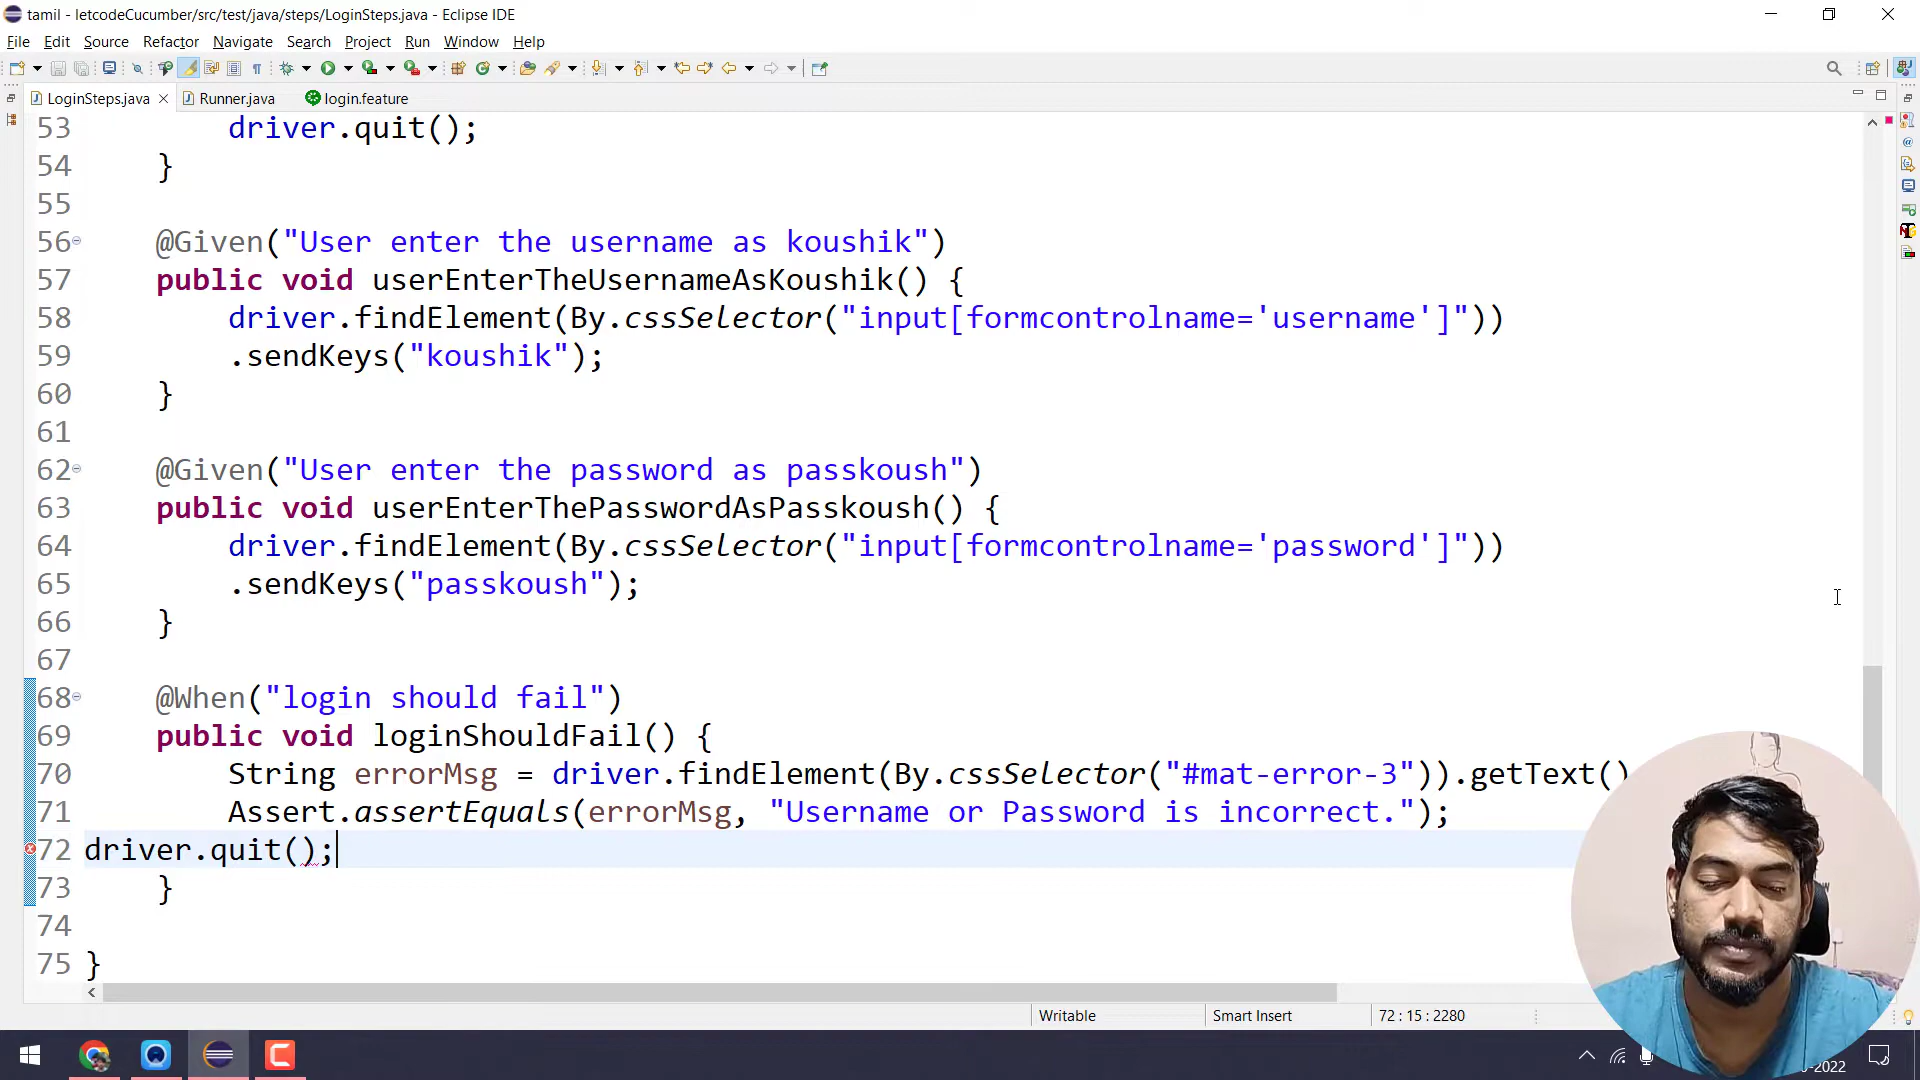 tamil - letcodeCucumber/src/test/java/steps/LoginSteps.java - Eclipse IDE
File Edit Source Refactor Navigate Search Project Run Window Help
LoginSteps.java Runner.java login.feature
53 driver.quit();
54 }
55
56 @Given("User enter the username as koushik")
57 public void userEnterTheUsernameAsKoushik() {
58 driver.findElement(By.cssSelector("input[formcontrolname='username']"))
59 .sendKeys("koushik");
60 }
61
62 @Given("User enter the password as passkoush")
63 public void userEnterThePasswordAsPasskoush() {
64 driver.findElement(By.cssSelector("input[formcontrolname='password']"))
65 .sendKeys("passkoush");
66 }
67
68 @When("login should fail")
69 public void loginShouldFail() {
70 String errorMsg = driver.findElement(By.cssSelector("#mat-error-3")).getText()
71 Assert.assertEquals(errorMsg, "Username or Password is incorrect.");
72 driver.quit();
73 }
74
75 }
Writable Smart Insert 72 : 15 : 2280
-2022